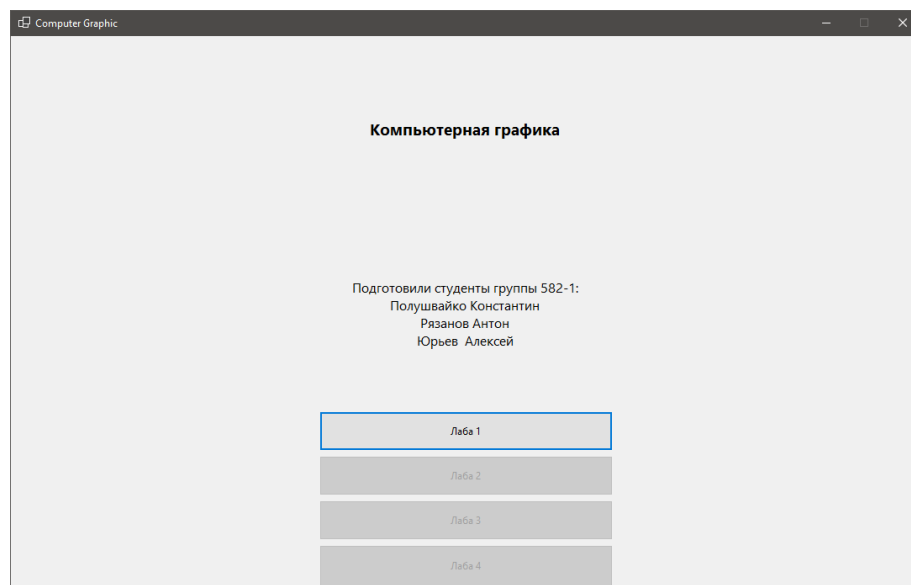 Computer Graphic
Компьютерная графика
Подготовили студенты группы 582-1:
Полушвайко Константин
Рязанов Антон
Юрьев  Алексей
Лаба 1
Лаба 2
Лаба 3
Лаба 4